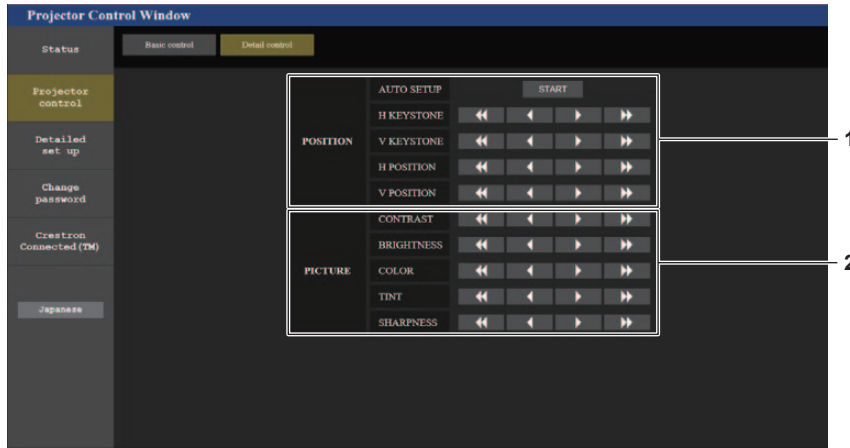 Projector Control Window
Status
Basic control
Detail control
Projector
control
Detailed
set up
Change
password
Crestron
Connected(TM)
Japanese
POSITION
AUTO SETUP
START
H KEYSTONE
V KEYSTONE
H POSITION
V POSITION
1
PICTURE
CONTRAST
BRIGHTNESS
COLOR
TINT
SHARPNESS
2